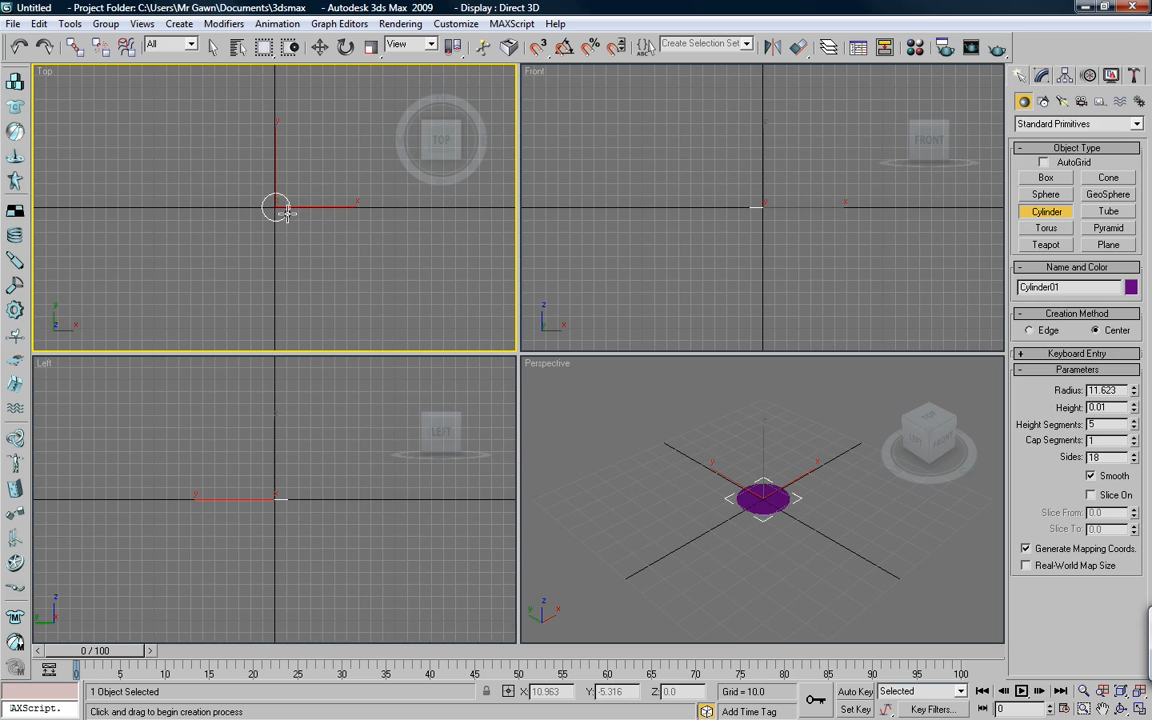 Untitled - Project Folder: C:\Users\Mr Gawn\Documents\3dsmax - Autodesk 3ds Max 2009 - Display : Direct 3D
File Edit Tools Group Views Create Modifiers Animation Graph Editors Rendering Customize MAXScript Help
All View Create Selection Set
Top
TOP
y
x
y
z x
Front
FRONT
z
y x
z
x
Standard Primitives
- Object Type
AutoGrid
Box Cone
Sphere GeoSphere
Cylinder Tube
Torus Pyramid
Teapot Plane
- Name and Color
Cylinder01
- Creation Method
Edge Center
+ Keyboard Entry
- Parameters
Radius: 11.623
Height: 0.01
Height Segments: 5
Cap Segments: 1
Sides: 18
Smooth
Slice On
Slice From: 0.0
Slice To: 0.0
Generate Mapping Coords.
Real-World Map Size
Left
LEFT
y x
z
y
Perspective
TOP
LEFT FRONT
z
y x
z
y x
< 0 / 100 >
0 5 10 15 20 25 30 35 40 45 50 55 60 65 70 75 80 85 90 95 100
1 Object Selected X: 10.963 Y: -5.316 Z: 0.0 Grid = 10.0 Auto Key Selected
AXScript. Click and drag to begin creation process Add Time Tag Set Key Key Filters... 0